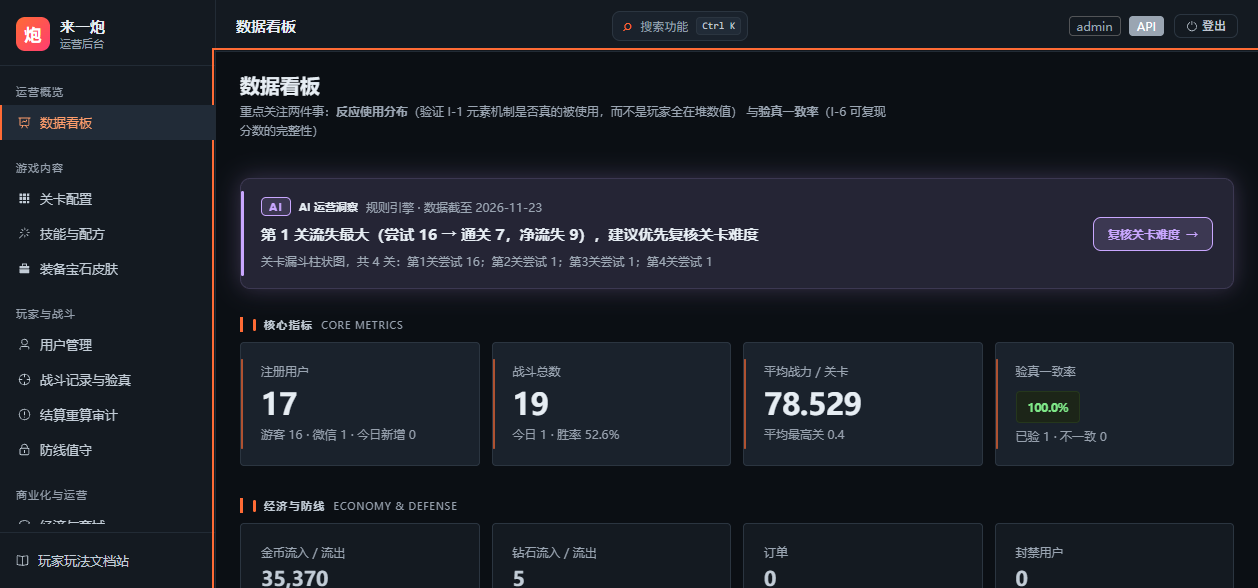 炮
来一炮
运营后台
数据看板
搜索功能 Ctrl K
admin
API
登出
运营概览
数据看板
游戏内容
关卡配置
技能与配方
装备宝石皮肤
玩家与战斗
用户管理
战斗记录与验真
结算重算审计
防线值守
商业化与运营
玩家玩法文档站
数据看板
重点关注两件事：反应使用分布（验证 I-1 元素机制是否真的被使用，而不是玩家全在堆数值） 与验真一致率（I-6 可复现
分数的完整性）
AI AI 运营洞察 规则引擎 · 数据截至 2026-11-23
第 1 关流失最大（尝试 16 → 通关 7，净流失 9），建议优先复核关卡难度
关卡漏斗柱状图，共 4 关：第1关尝试 16；第2关尝试 1；第3关尝试 1；第4关尝试 1
复核关卡难度 →
核心指标 CORE METRICS
注册用户
17
游客 16 · 微信 1 · 今日新增 0
战斗总数
19
今日 1 · 胜率 52.6%
平均战力 / 关卡
78.529
平均最高关 0.4
验真一致率
100.0%
已验 1 · 不一致 0
经济与防线 ECONOMY & DEFENSE
金币流入 / 流出
35,370
钻石流入 / 流出
5
订单
0
封禁用户
0